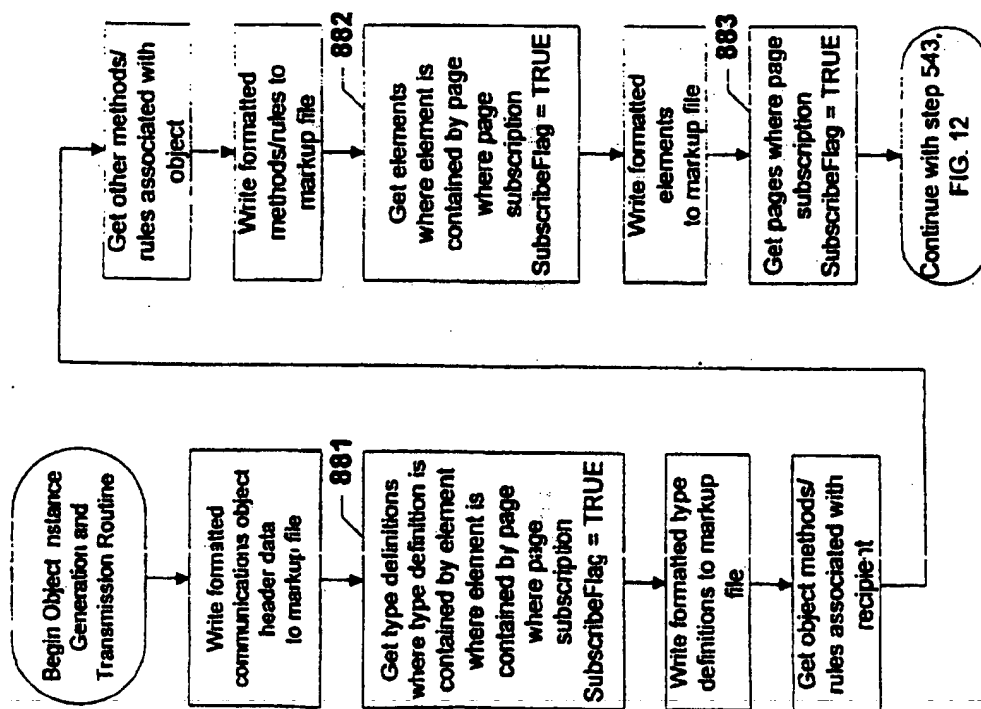 Begin Object nstance
Generation and
Transmission Routine
Write formatted
communications object
header data
to markup file
881
Get type definitions
where type definition is
contained by element
where element is
contained by page
where page
subscription
SubscribeFlag = TRUE
Write formatted type
definitions to markup
file
Get object methods/
rules associated with
recipient
Get other methods/
rules associated with
object
Write formatted
methods/rules to
markup file
882
Get elements
where element is
contained by page
where page
subscription
SubscribeFlag = TRUE
Write formatted
elements
to markup file
883
Get pages where page
subscription
SubscribeFlag = TRUE
Continue with step 543,
FIG. 12